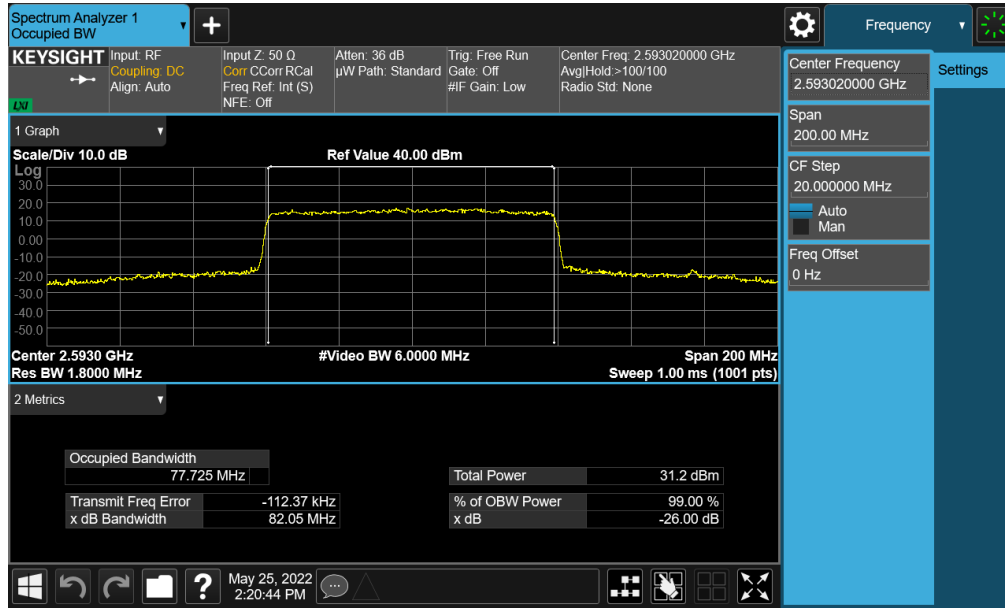 Spectrum Analyzer 1
Occupied BW
+
Frequency
KEYSIGHT
LXI
Input: RF
Coupling: DC
Align: Auto
Input Z: 50 Ω
Corr CCorr RCal
Freq Ref: Int (S)
NFE: Off
Atten: 36 dB
µW Path: Standard
Trig: Free Run
Gate: Off
#IF Gain: Low
Center Freq: 2.593020000 GHz
Avg|Hold:>100/100
Radio Std: None
1 Graph
Scale/Div 10.0 dB
Ref Value 40.00 dBm
Log
30.0
20.0
10.0
0.00
-10.0
-20.0
-30.0
-40.0
-50.0
Center 2.5930 GHz
#Video BW 6.0000 MHz
Span 200 MHz
Res BW 1.8000 MHz
Sweep 1.00 ms (1001 pts)
2 Metrics
Occupied Bandwidth
77.725 MHz
Transmit Freq Error -112.37 kHz
x dB Bandwidth 82.05 MHz
Total Power 31.2 dBm
% of OBW Power 99.00 %
x dB -26.00 dB
Center Frequency
2.593020000 GHz
Span
200.00 MHz
CF Step
20.000000 MHz
Auto
Man
Freq Offset
0 Hz
Settings
?
May 25, 2022
2:20:44 PM